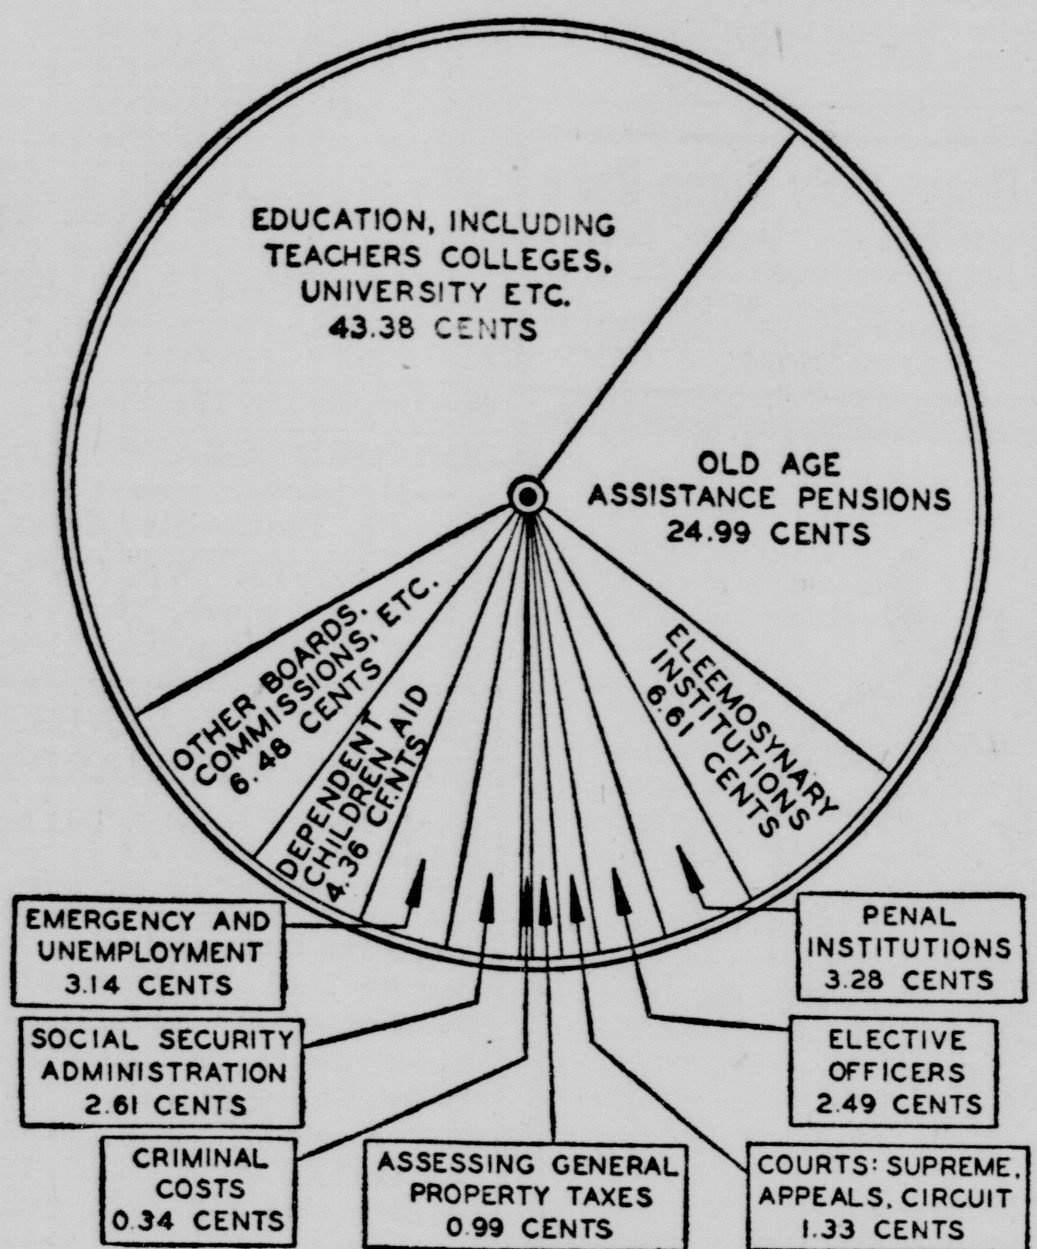 EDUCATION, INCLUDING
TEACHERS COLLEGES,
UNIVERSITY ETC.
43.38 CENTS
OLD AGE
ASSISTANCE PENSIONS
24.99 CENTS
ELEEMOSYNARY
INSTITUTIONS
6.61 CENTS
OTHER BOARDS,
COMMISSIONS, ETC.
6.48 CENTS
DEPENDENT
CHILDREN AID
4.36 CENTS
EMERGENCY AND
UNEMPLOYMENT
3.14 CENTS
PENAL
INSTITUTIONS
3.28 CENTS
SOCIAL SECURITY
ADMINISTRATION
2.61 CENTS
ELECTIVE
OFFICERS
2.49 CENTS
CRIMINAL
COSTS
0.34 CENTS
ASSESSING GENERAL
PROPERTY TAXES
0.99 CENTS
COURTS: SUPREME,
APPEALS, CIRCUIT
1.33 CENTS